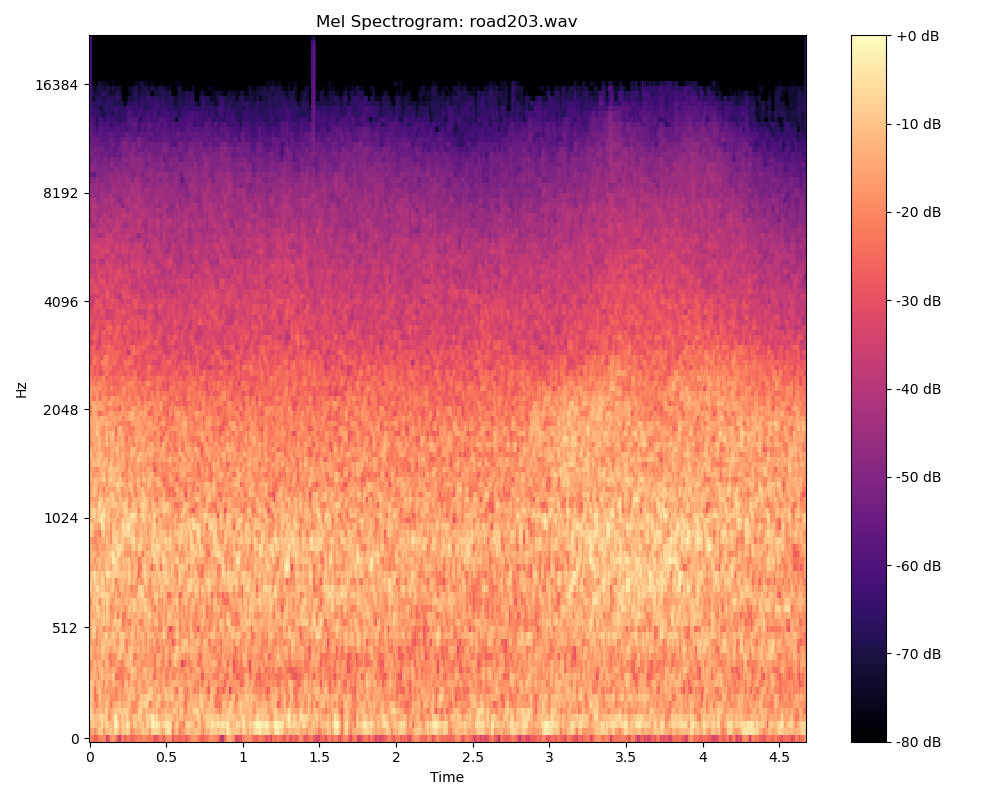 Mel Spectrogram: road203.wav
Hz
16384
8192
4096
2048
1024
512
0
0 0.5 1 1.5 2 2.5 3 3.5 4 4.5
Time
+0 dB
-10 dB
-20 dB
-30 dB
-40 dB
-50 dB
-60 dB
-70 dB
-80 dB